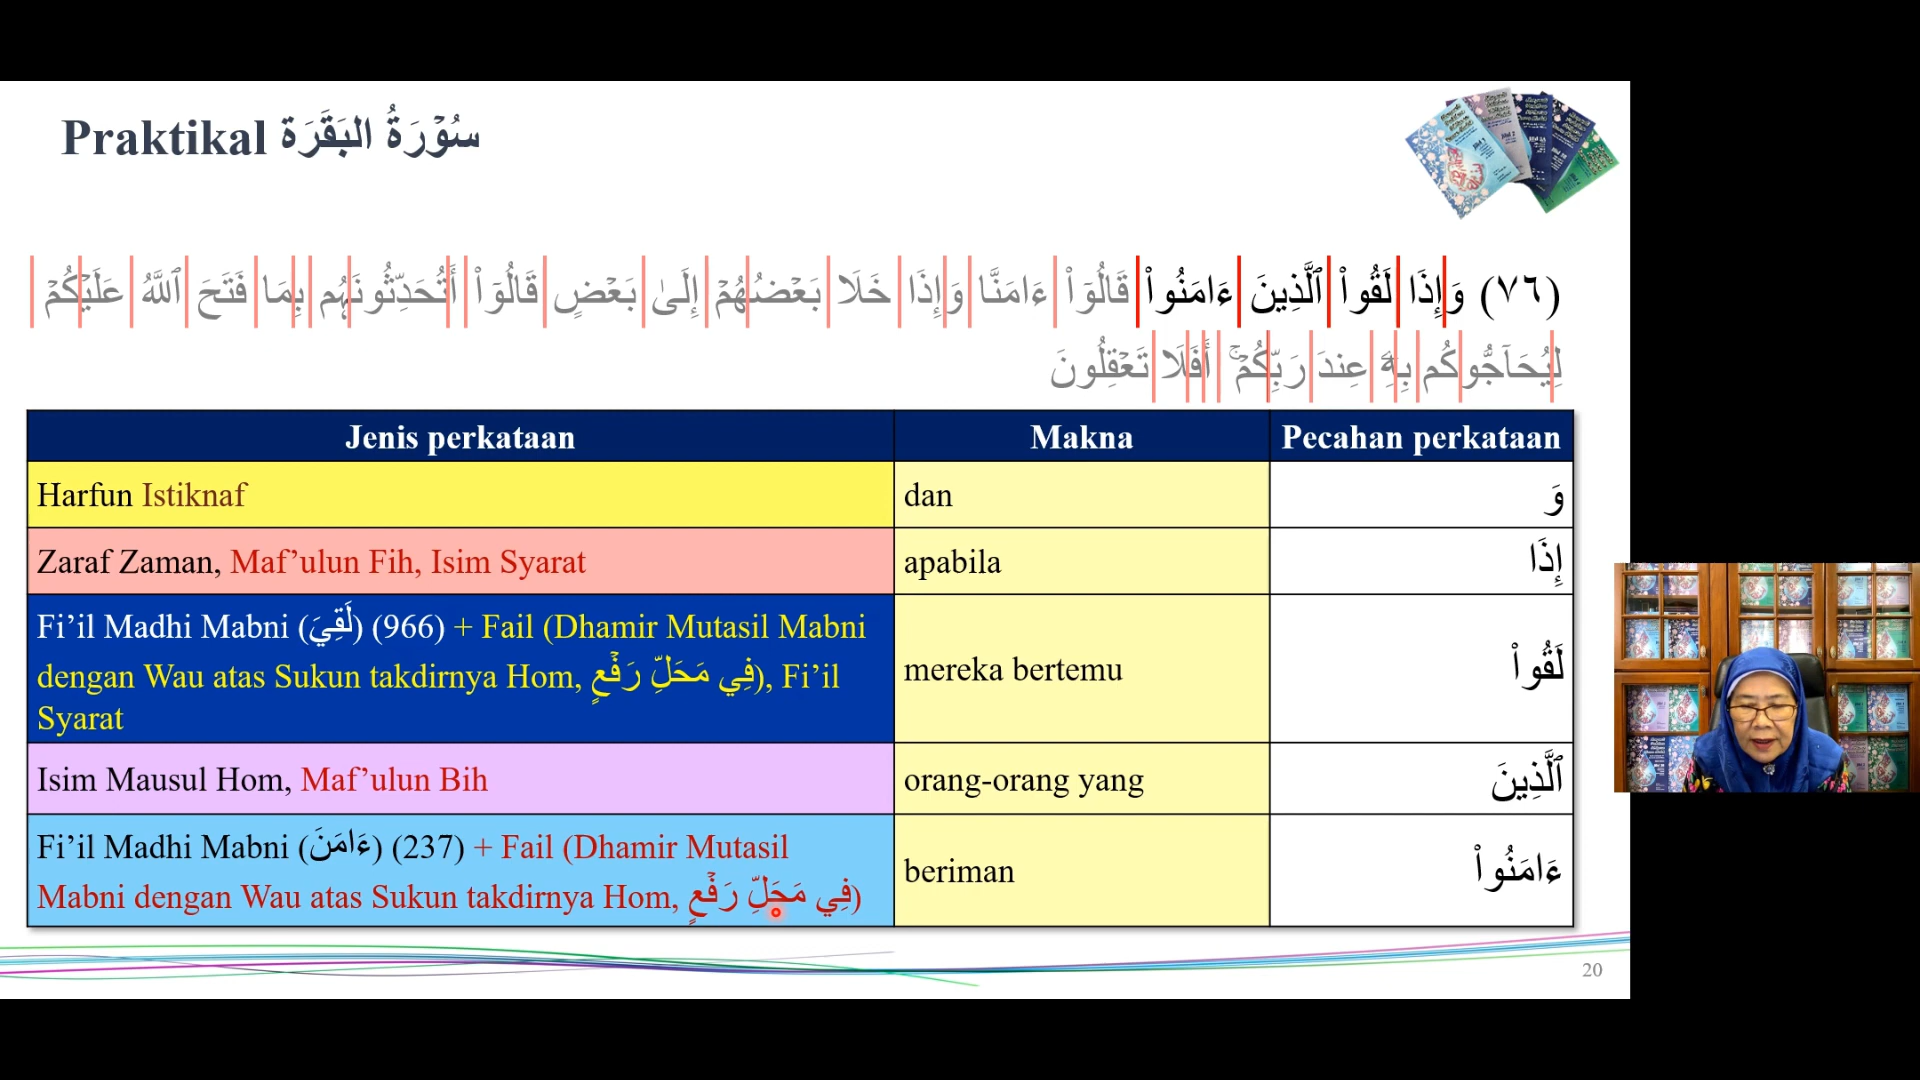 Praktikal سُوْرَةُ البَقَرَة
(٧٦) وَإِذَا لَقُوا۟ ٱلَّذِينَ ءَامَنُوا۟ قَالُوٓا۟ ءَامَنَّا وَإِذَا خَلَا بَعْضُهُمْ إِلَىٰ بَعْضٍ قَالُوٓا۟ أَتُحَدِّثُونَهُم بِمَا فَتَحَ ٱللَّهُ عَلَيْكُمْ
لِيُحَآجُّوكُم بِهِۦ عِندَ رَبِّكُمْ ۚ أَفَلَا تَعْقِلُونَ
Jenis perkataan Makna Pecahan perkataan
Harfun Istiknaf dan وَ
Zaraf Zaman, Maf’ulun Fih, Isim Syarat apabila إِذَا
Fi’il Madhi Mabni (لَقِيَ) (966) + Fail (Dhamir Mutasil Mabni
dengan Wau atas Sukun takdirnya Hom, فِي مَحَلِّ رَفْعٍ), Fi’il
Syarat
mereka bertemu لَقُوا۟
Isim Mausul Hom, Maf’ulun Bih orang-orang yang ٱلَّذِينَ
Fi’il Madhi Mabni (ءَامَنَ) (237) + Fail (Dhamir Mutasil
Mabni dengan Wau atas Sukun takdirnya Hom, فِي مَحَلِّ رَفْعٍ)
beriman ءَامَنُوا۟
20